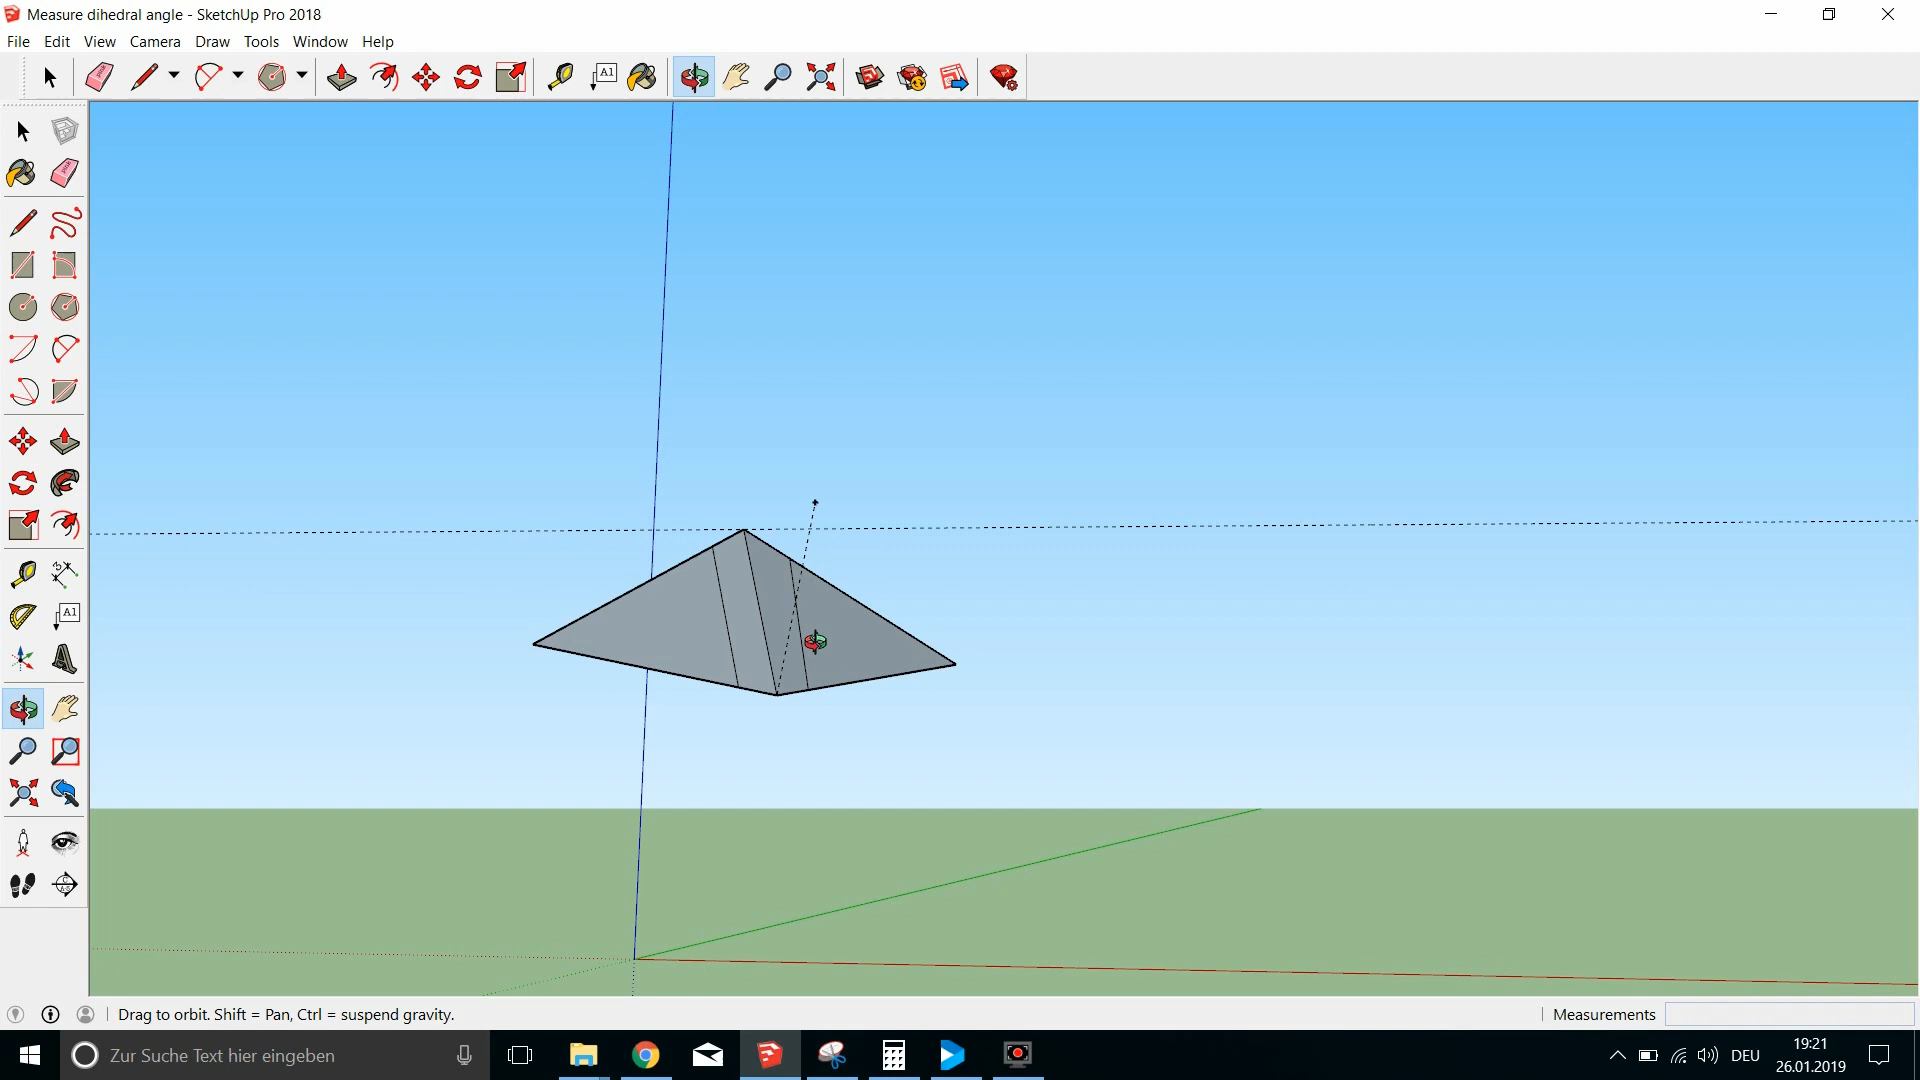 Measure dihedral angle - SketchUp Pro 2018
File Edit View Camera Draw Tools Window Help
A1
A1
Drag to orbit. Shift = Pan, Ctrl = suspend gravity.
Measurements
Zur Suche Text hier eingeben
DEU
19:21
26.01.2019